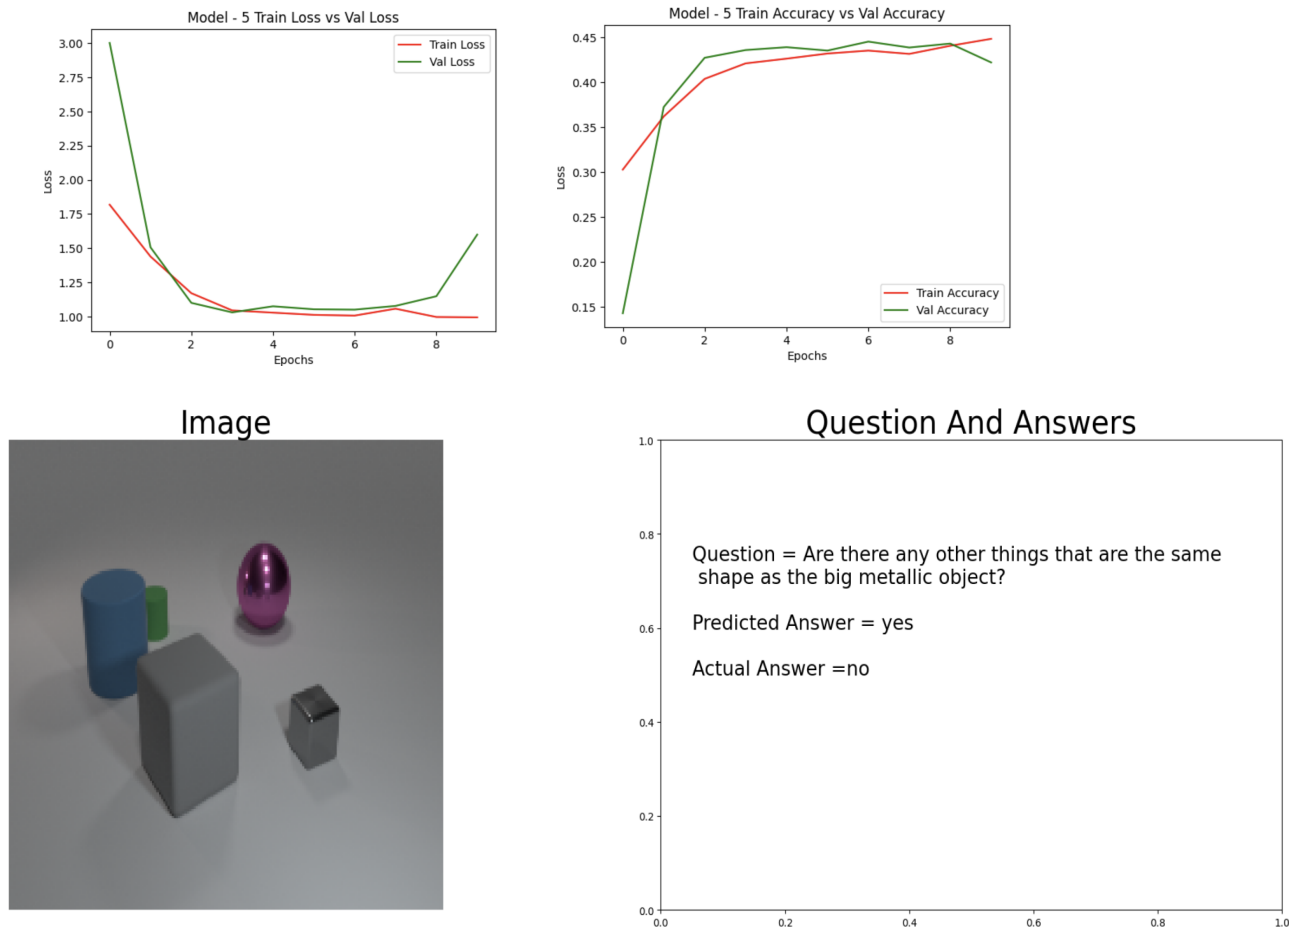 Model - 5 Train Loss vs Val Loss
3.00
2.75
2.50
2.25
2.00
1.75
1.50
1.25
1.00
Loss
0 2 4 6 8
Epochs
Train Loss
Val Loss
Model - 5 Train Accuracy vs Val Accuracy
0.45
0.40
0.35
0.30
0.25
0.20
0.15
Loss
0 2 4 6 8
Epochs
Train Accuracy
Val Accuracy
Image
Question And Answers
1.0
0.8
0.6
0.4
0.2
0.0
Question = Are there any other things that are the same
shape as the big metallic object?
Predicted Answer = yes
Actual Answer =no
0.0 0.2 0.4 0.6 0.8 1.0